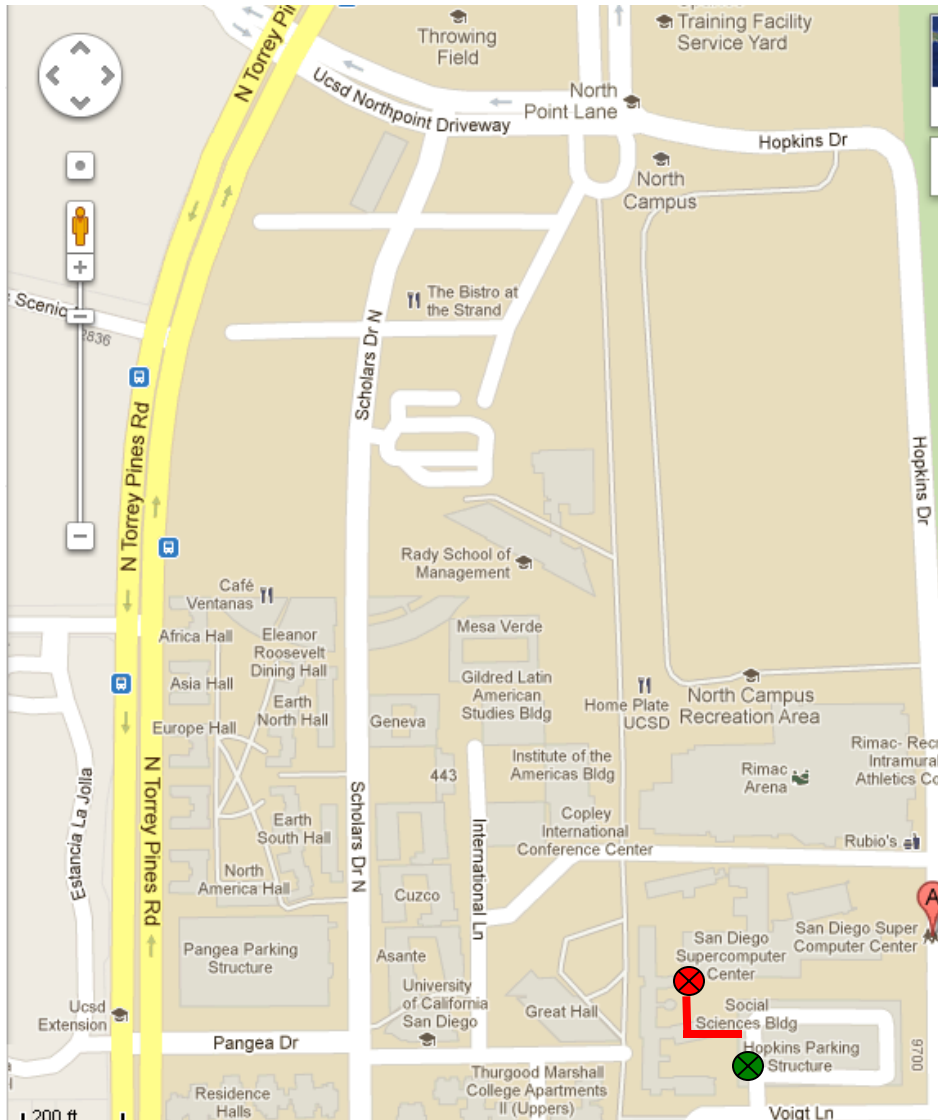 N Torrey Pin
Throwing
Field
Training Facility
Service Yard
Ucsd Northpoint Driveway
North
Point Lane
Hopkins Dr
North
Campus
Scenic
2836
The Bistro at
the Strand
Scholars Dr N
N Torrey Pines Rd
Hopkins Dr
Rady School of
Management
Café
Ventanas
Africa Hall
Eleanor
Roosevelt
Dining Hall
Mesa Verde
Asia Hall
Gildred Latin
American
Studies Bldg
Earth
North Hall
Home Plate
UCSD
North Campus
Recreation Area
Europe Hall
Geneva
Institute of the
Americas Bldg
443
Rimac
Arena
Rimac- Recr
Intramural
Athletics Co
Estancia La Jolla
N Torrey Pines Rd
Scholars Dr N
International Ln
Earth
South Hall
Copley
International
Conference Center
Rubio's
North
America Hall
Cuzco
A
Pangea Parking
Structure
Asante
San Diego
Supercomputer
Center
San Diego Super
Computer Center
University
of California
San Diego
Great Hall
Social
Sciences Bldg
Ucsd
Extension
Pangea Dr
Hopkins Parking
Structure
9700
Residence
Halls
Thurgood Marshall
College Apartments
II (Uppers)
Voigt Ln
200 ft